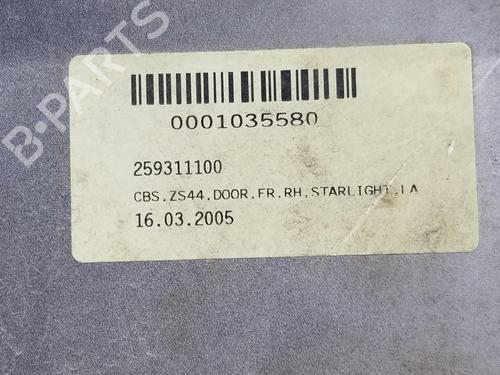 B-PARTS
0001035580
259311100
CBS,ZS44,DOOR,FR,RH,STARLIGHT,LA
16.03.2005